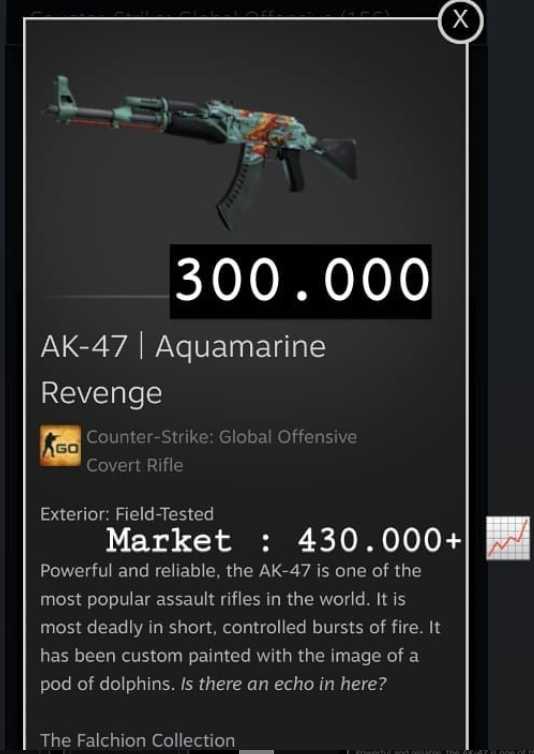 Counter-Strike: Global Offensive (156)
X
300.000
AK-47 | Aquamarine
Revenge
GO
Counter-Strike: Global Offensive
Covert Rifle
Exterior: Field-Tested
Market : 430.000+
Powerful and reliable, the AK-47 is one of the
most popular assault rifles in the world. It is
most deadly in short, controlled bursts of fire. It
has been custom painted with the image of a
pod of dolphins. Is there an echo in here?
The Falchion Collection